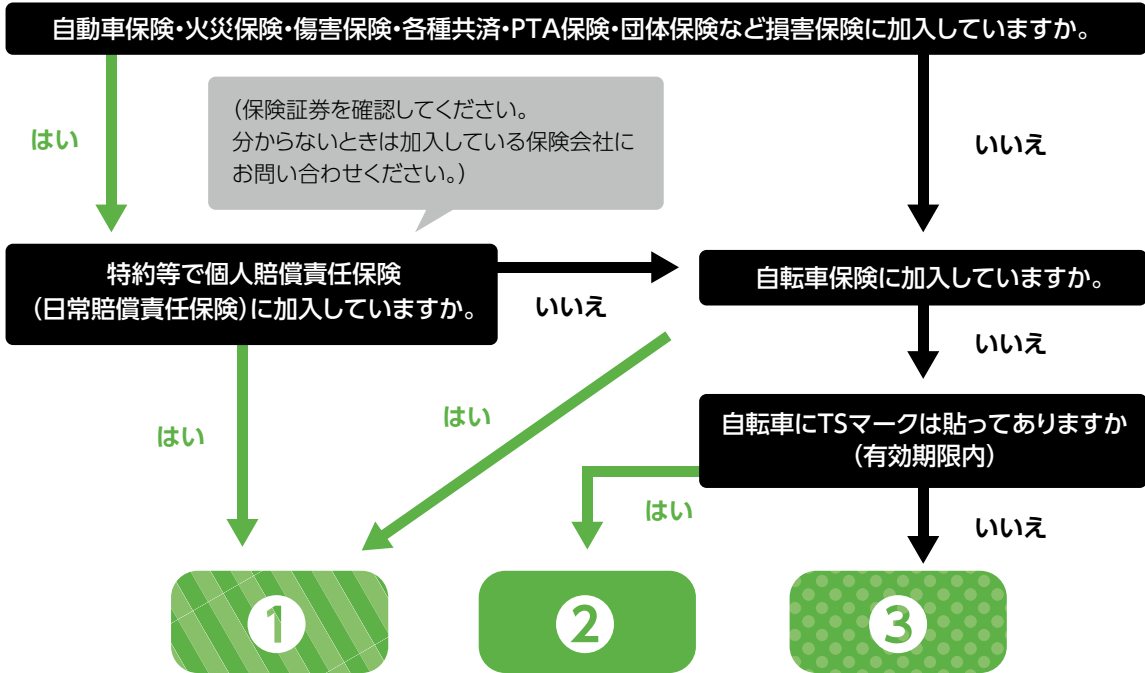 自動車保険・火災保険・傷害保険・各種共済・PTA保険・団体保険など損害保険に加入していますか。
はい
（保険証券を確認してください。
分からないときは加入している保険会社に
お問い合わせください。）
いいえ
特約等で個人賠償責任保険
（日常賠償責任保険）に加入していますか。
いいえ
自転車保険に加入していますか。
いいえ
はい
はい
自転車にTSマークは貼ってありますか
（有効期限内）
はい
いいえ
1
2
3